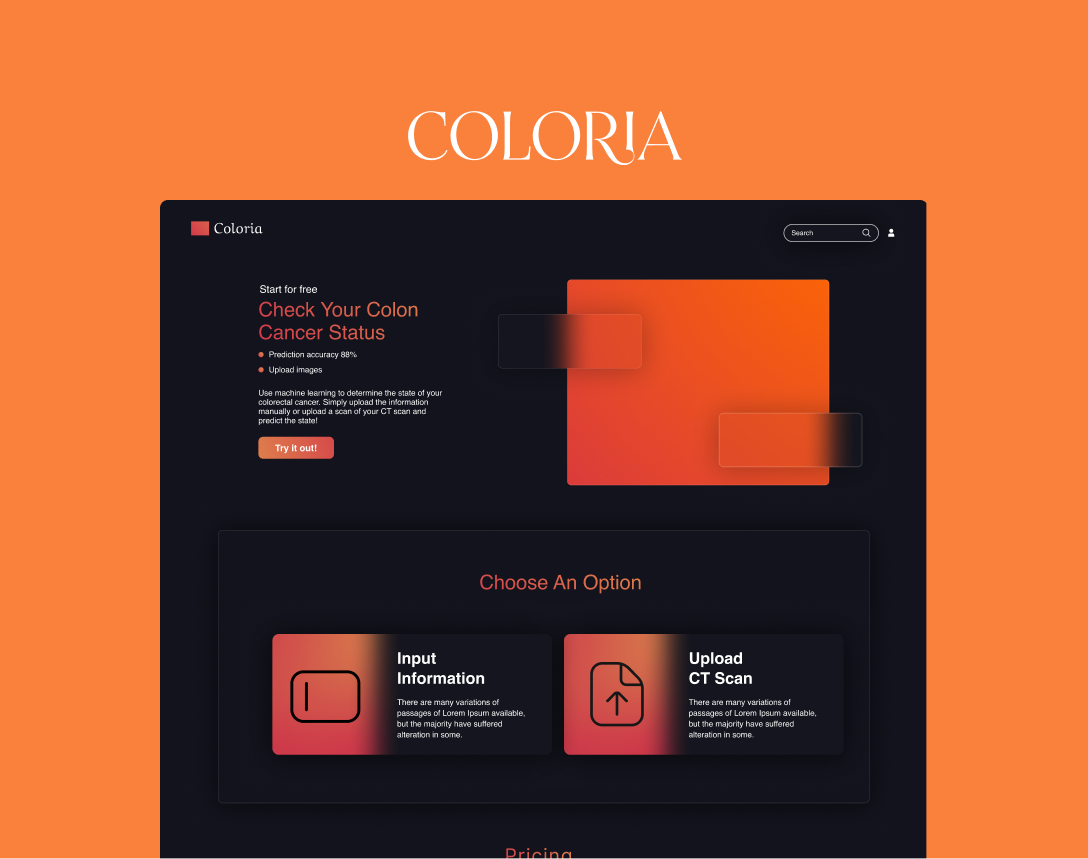 COLORIA
Coloria
Search
Start for free
Check Your Colon
Cancer Status
Prediction accuracy 88%
Upload images
Use machine learning to determine the state of your
colorectal cancer. Simply upload the information
manually or upload a scan of your CT scan and
predict the state!
Try it out!
Choose An Option
Input
Information
There are many variations of
passages of Lorem Ipsum available,
but the majority have suffered
alteration in some.
Upload
CT Scan
There are many variations of
passages of Lorem Ipsum available,
but the majority have suffered
alteration in some.
Pricing